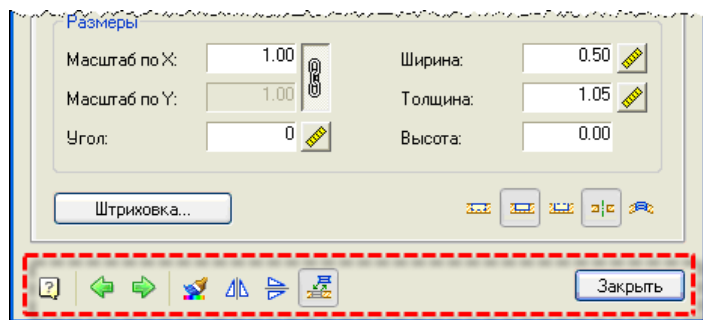 Размеры
Масштаб по X: 1.00 Ширина: 0.50
Масштаб по Y: 1.00 Толщина: 1.05
Угол: 0 Высота: 0.00
Штриховка...
? Закрыть